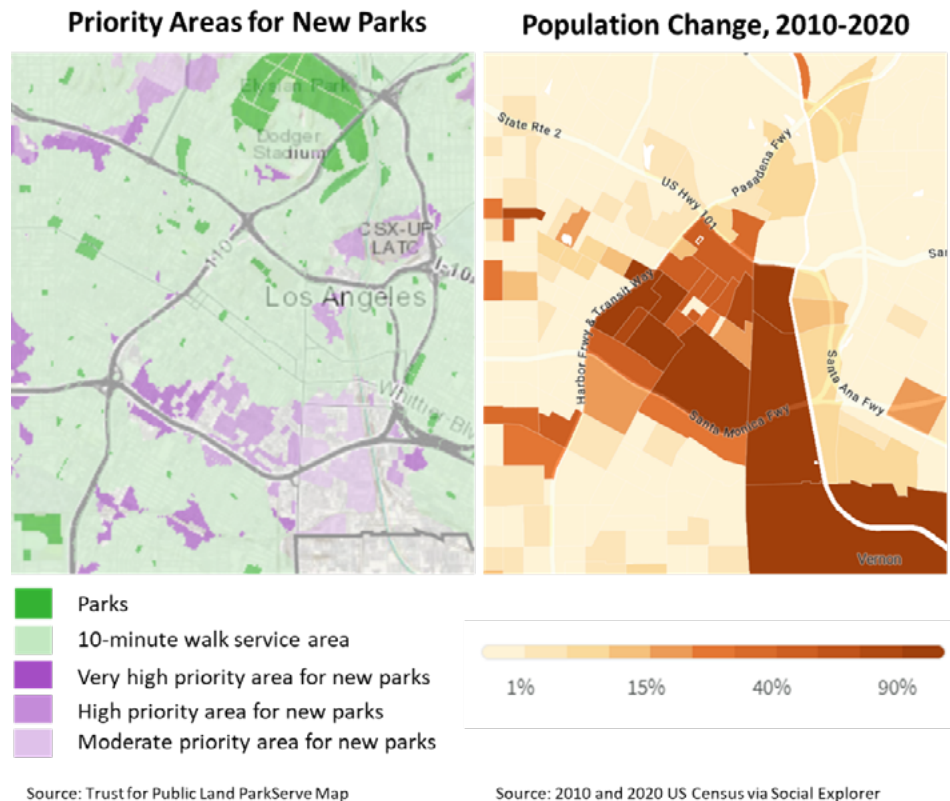 Priority Areas for New Parks
Population Change, 2010-2020
Elysian Park
Dodger
Stadium
CSX-UP
LATC
I-10
I-10
Los Angeles
Whittier Blv
State Rte 2
US Hwy 101
Pasadena Fwy
San
Harbor Frwy & Transit Way
Santa Ana Fwy
Santa-Monica Fwy
Vernon
Parks
10-minute walk service area
Very high priority area for new parks
High priority area for new parks
Moderate priority area for new parks
1%
15%
40%
90%
Source: Trust for Public Land ParkServe Map
Source: 2010 and 2020 US Census via Social Explorer